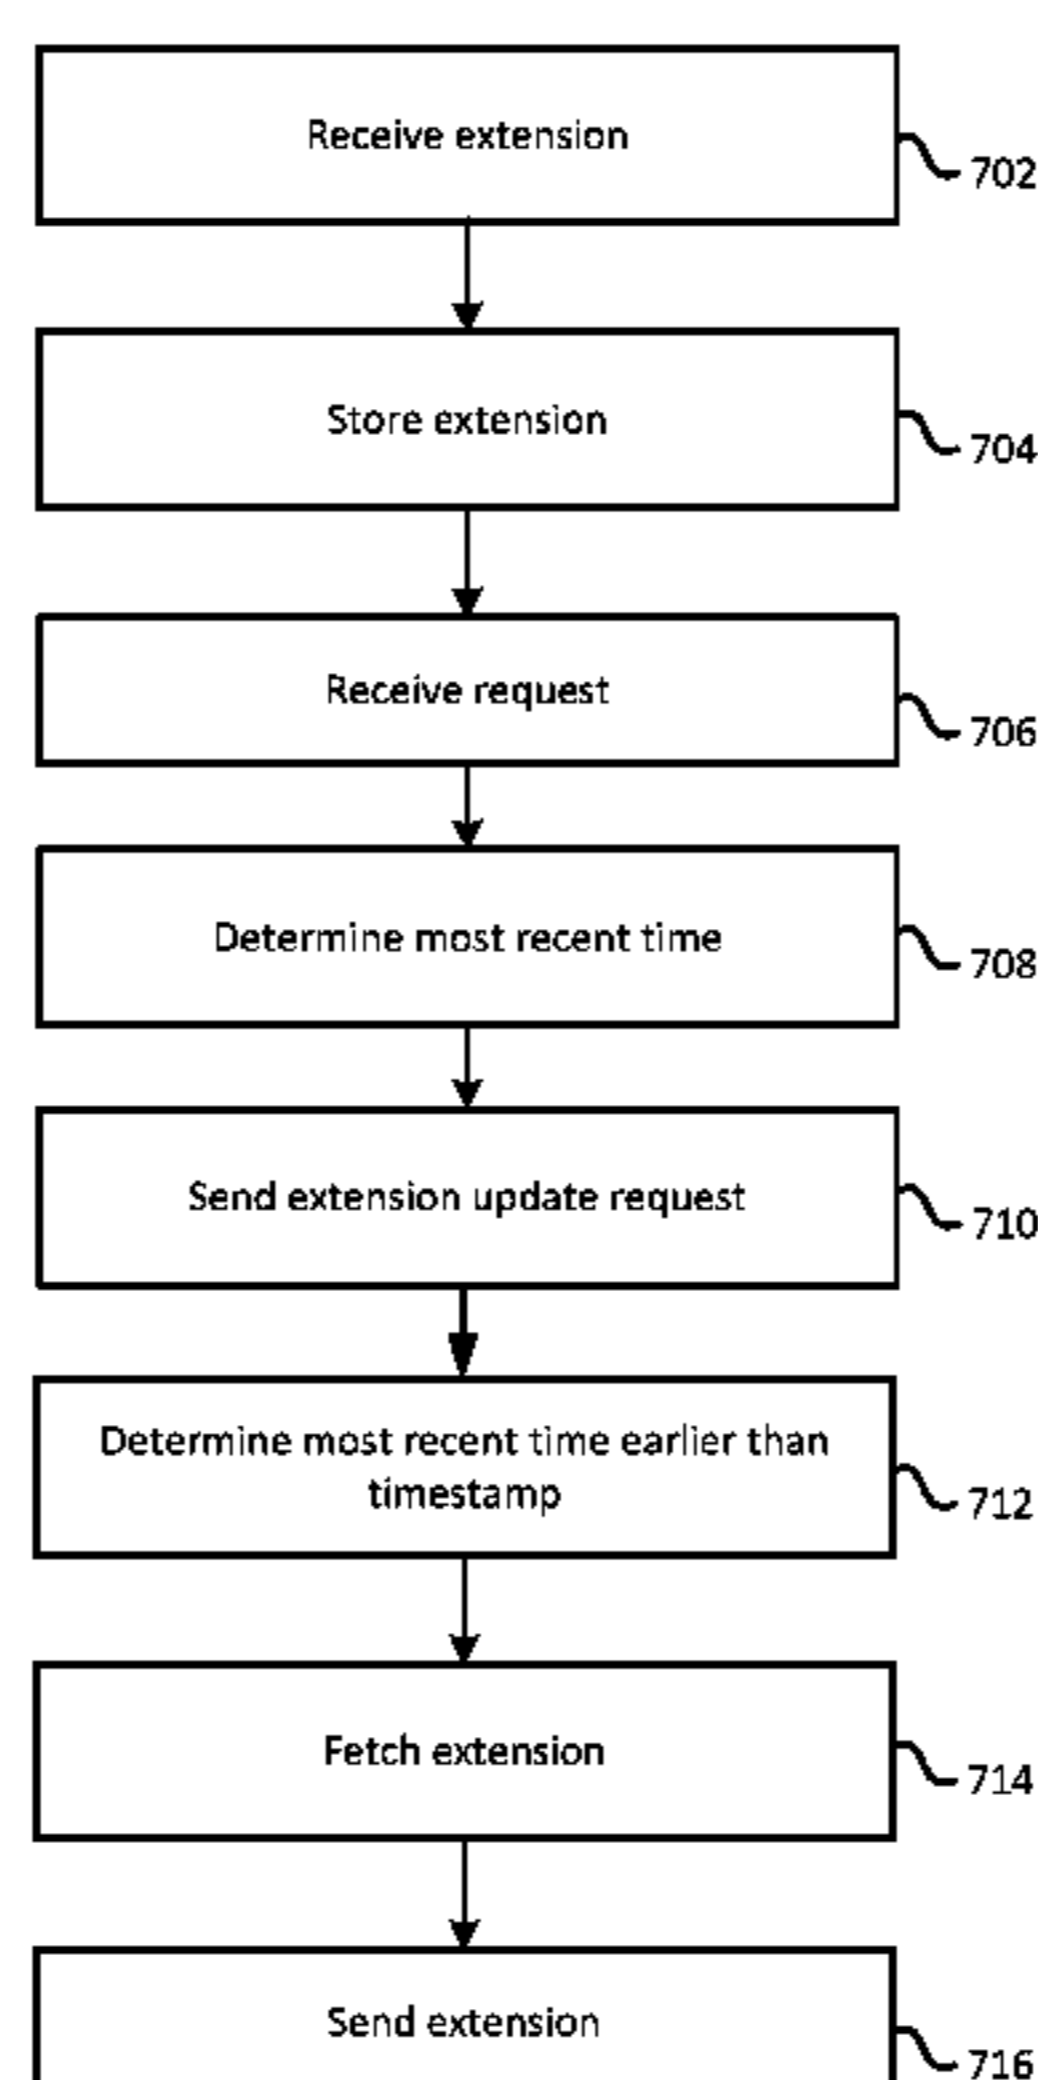 Receive extension
702
Store extension
704
Receive request
706
Determine most recent time
708
Send extension update request
710
Determine most recent time earlier than
timestamp
712
Fetch extension
714
Send extension
716